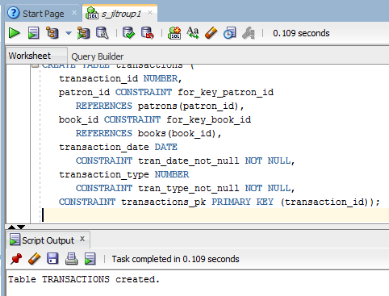 Start Page
s_jitroup1
0.109 seconds
Worksheet
Query Builder
CREATE TABLE transactions (
transaction_id NUMBER,
patron_id CONSTRAINT for_key_patron_id
REFERENCES patrons(patron_id),
book_id CONSTRAINT for_key_book_id
REFERENCES books(book_id),
transaction_date DATE
CONSTRAINT tran_date_not_null NOT NULL,
transaction_type NUMBER
CONSTRAINT tran_type_not_null NOT NULL,
CONSTRAINT transactions_pk PRIMARY KEY (transaction_id));
Script Output
Task completed in 0.109 seconds
Table TRANSACTIONS created.